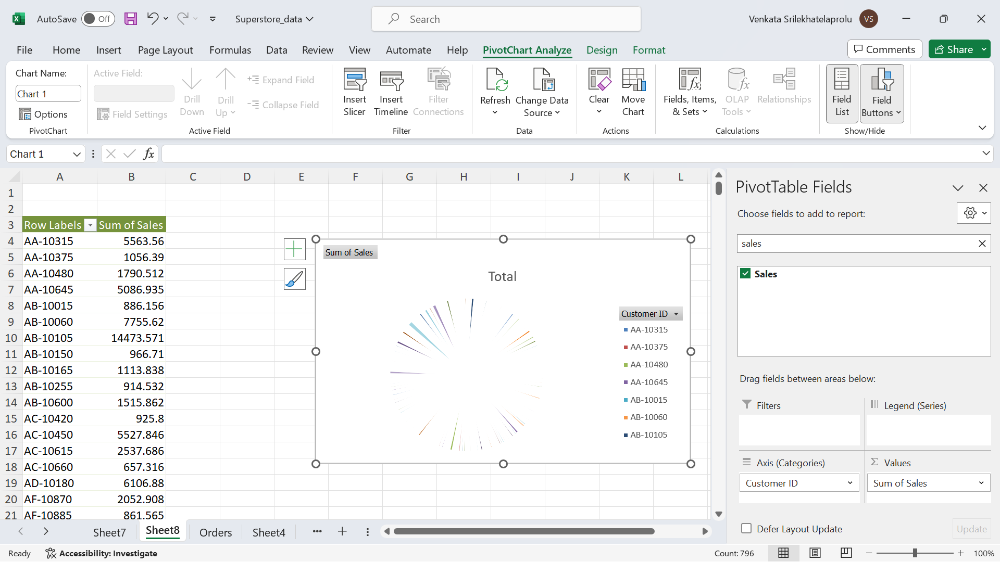 AutoSave Off Superstore_data Search Venkata Srilekhatelaprolu VS
File Home Insert Page Layout Formulas Data Review View Automate Help PivotChart Analyze Design Format Comments Share
Chart Name:
Chart 1
Options
PivotChart
Active Field:
Field Settings
Drill Down
Drill Up
Expand Field
Collapse Field
Active Field
Insert Slicer
Insert Timeline
Filter Connections
Filter
Refresh
Change Data Source
Data
Clear
Move Chart
Actions
Fields, Items, & Sets
OLAP Tools
Relationships
Calculations
Field List
Field Buttons
Show/Hide
Chart 1 fx
A B C D E F G H I J K L
1
2
3 Row Labels Sum of Sales
4 AA-10315 5563.56
5 AA-10375 1056.39
6 AA-10480 1790.512
7 AA-10645 5086.935
8 AB-10015 886.156
9 AB-10060 7755.62
10 AB-10105 14473.571
11 AB-10150 966.71
12 AB-10165 1113.838
13 AB-10255 914.532
14 AB-10600 1515.862
15 AC-10420 925.8
16 AC-10450 5527.846
17 AC-10615 2537.686
18 AC-10660 657.316
19 AD-10180 6106.88
20 AF-10870 2052.908
21 AF-10885 861.565
Sum of Sales
Total
Customer ID
AA-10315
AA-10375
AA-10480
AA-10645
AB-10015
AB-10060
AB-10105
PivotTable Fields
Choose fields to add to report:
sales
Sales
Drag fields between areas below:
Filters
Legend (Series)
Axis (Categories)
Customer ID
Values
Sum of Sales
Defer Layout Update Update
Sheet7 Sheet8 Orders Sheet4
Ready Accessibility: Investigate Count: 796 100%